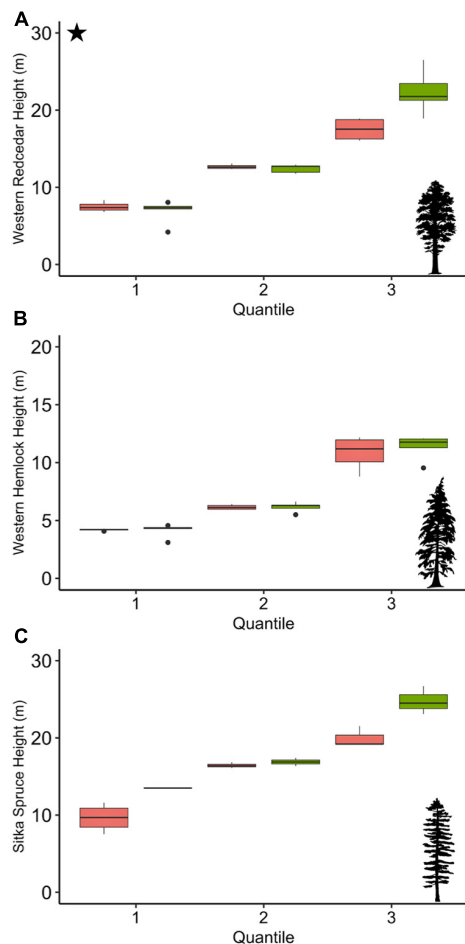 A
Western Redcedar Height (m)
30
20
10
0
1 2 3
Quantile
B
Western Hemlock Height (m)
20
15
10
5
0
1 2 3
Quantile
C
Sitka Spruce Height (m)
30
20
10
0
1 2 3
Quantile